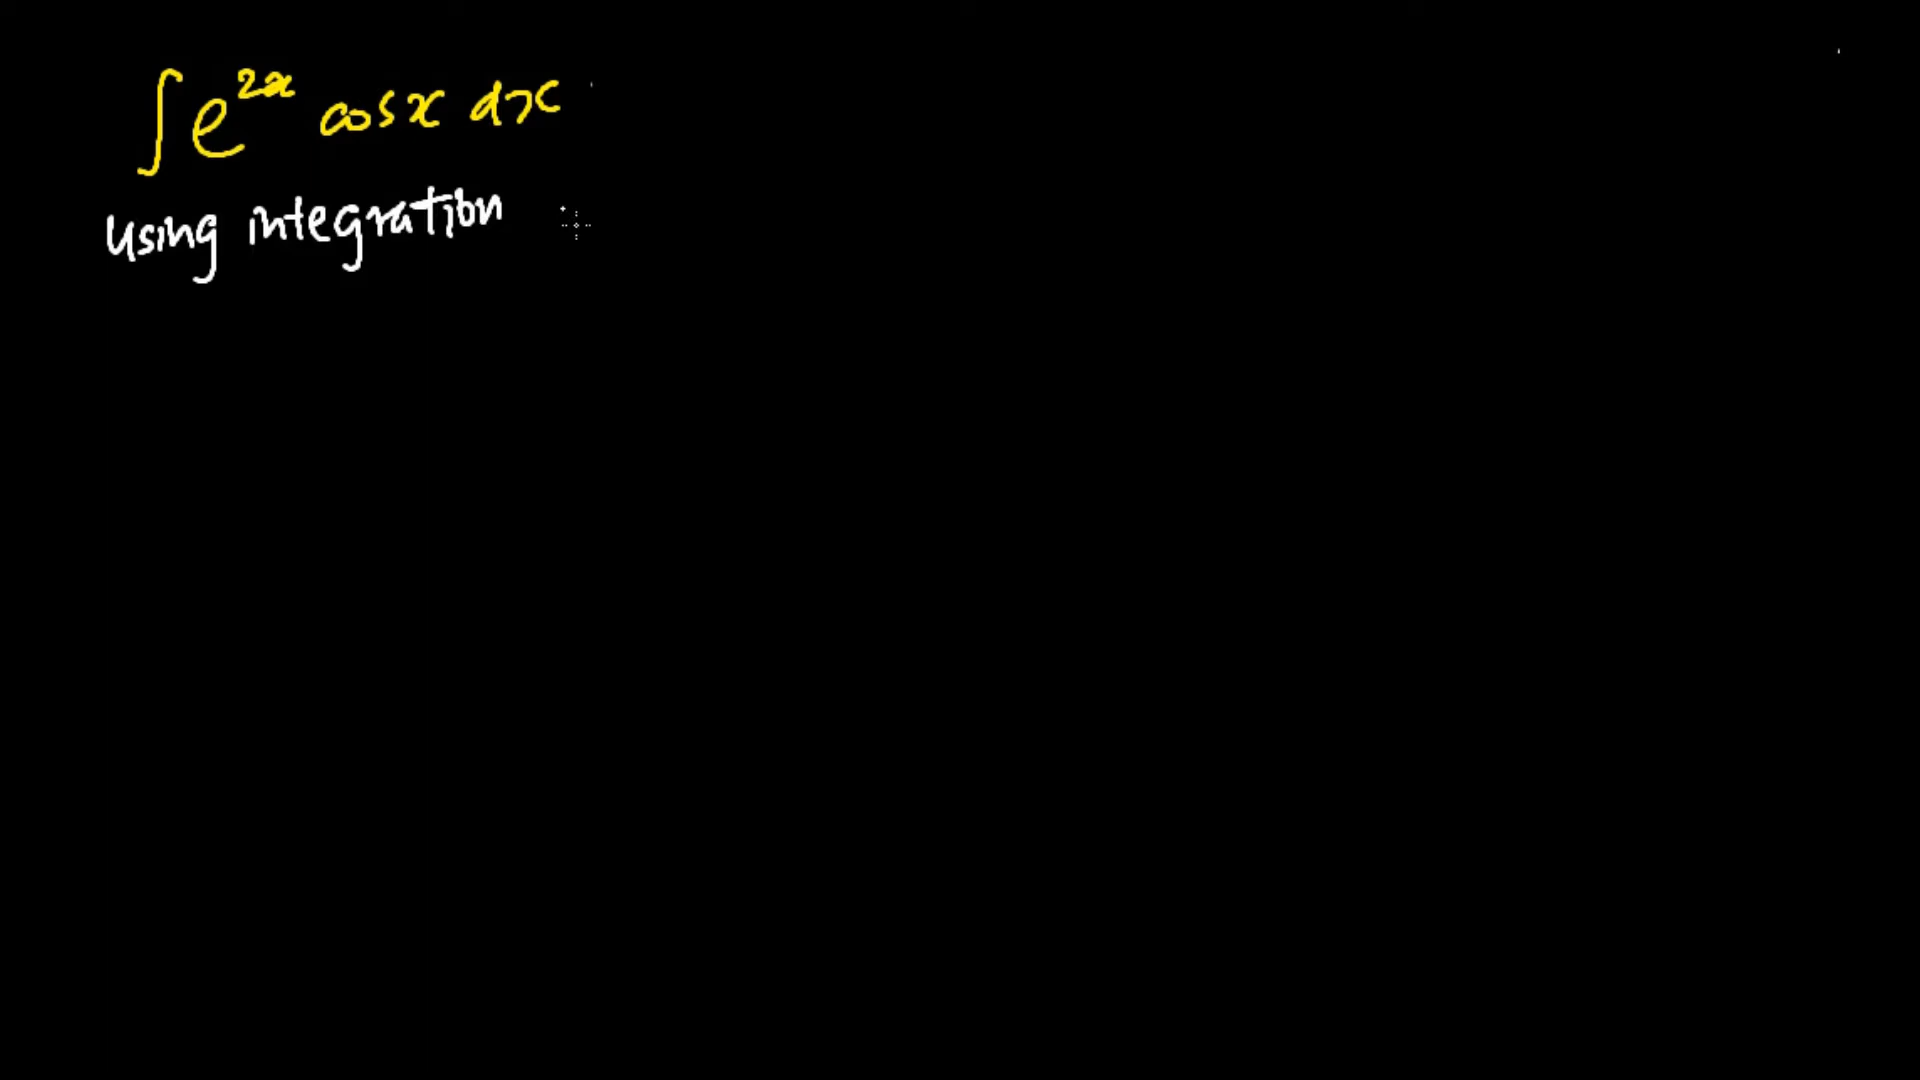 ∫ e^{2x} cos x dx
Using integration